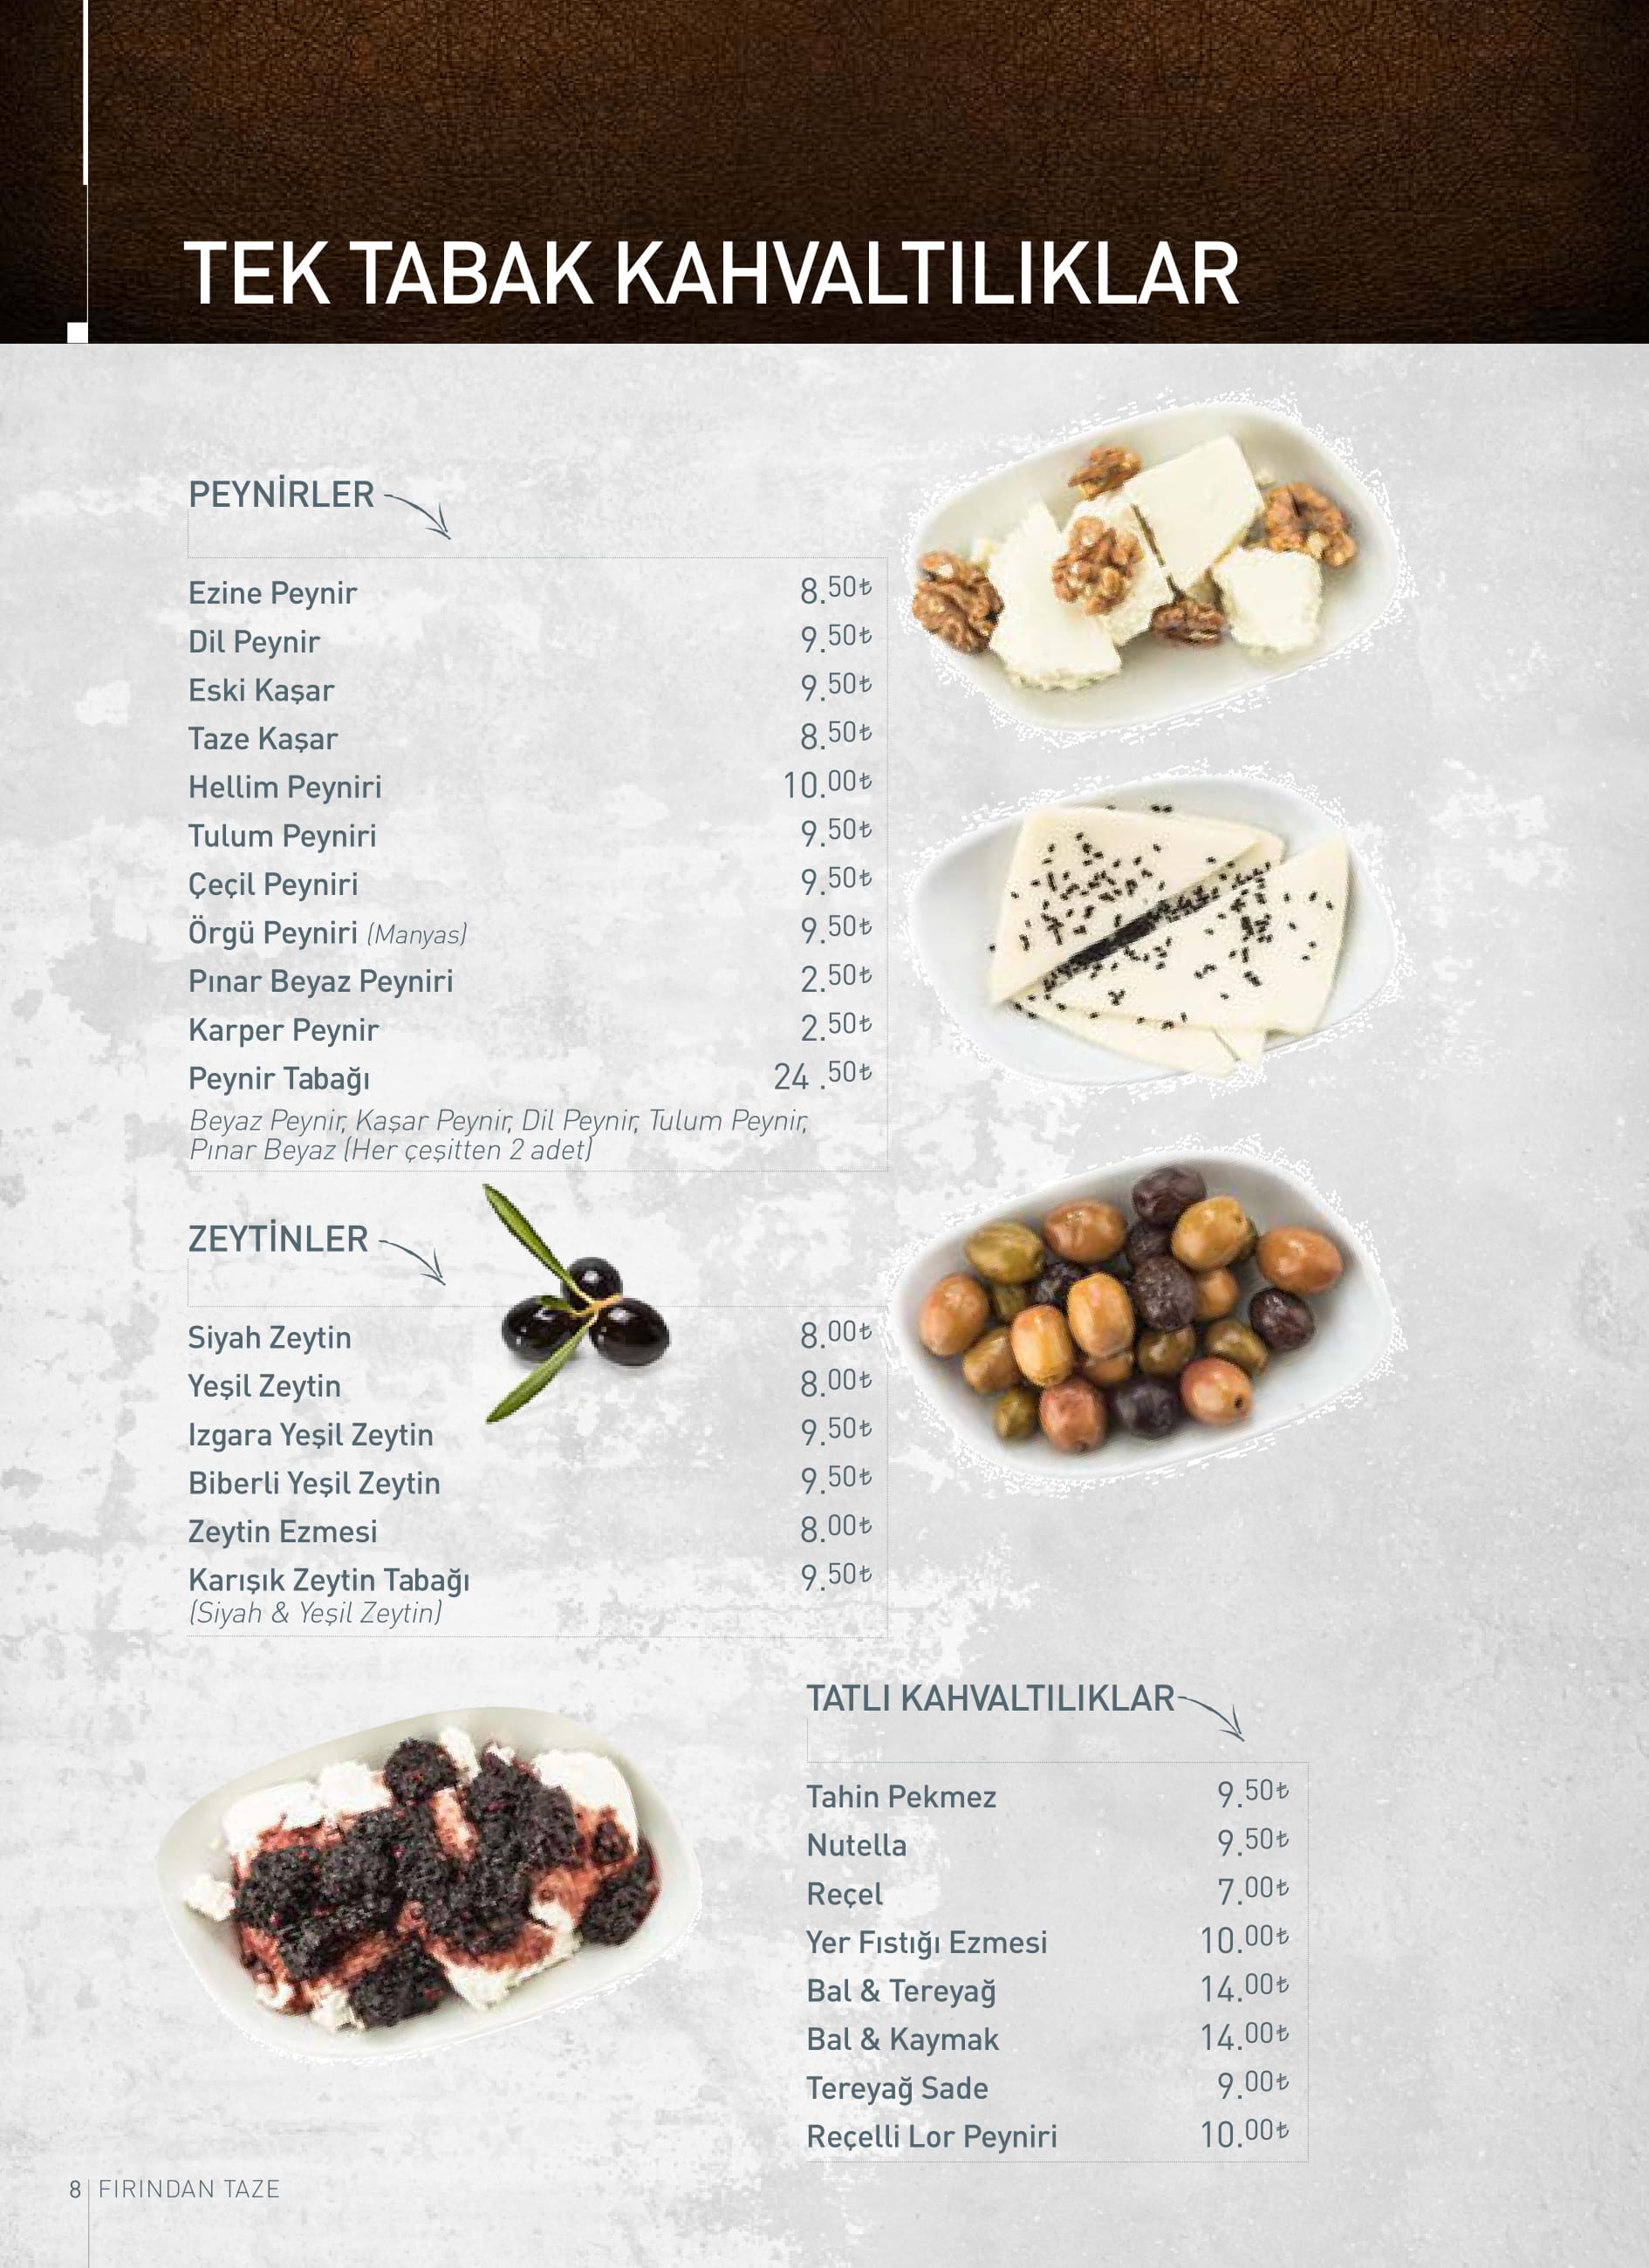 TEK TABAK KAHVALTILIKLAR
PEYNİRLER
Ezine Peynir 8.50₺
Dil Peynir 9.50₺
Eski Kaşar 9.50₺
Taze Kaşar 8.50₺
Hellim Peyniri 10.00₺
Tulum Peyniri 9.50₺
Çeçil Peyniri 9.50₺
Örgü Peyniri (Manyas) 9.50₺
Pınar Beyaz Peyniri 2.50₺
Karper Peynir 2.50₺
Peynir Tabağı 24 .50₺
Beyaz Peynir, Kaşar Peynir, Dil Peynir, Tulum Peynir,
Pınar Beyaz (Her çeşitten 2 adet)
ZEYTİNLER
Siyah Zeytin 8.00₺
Yeşil Zeytin 8.00₺
Izgara Yeşil Zeytin 9.50₺
Biberli Yeşil Zeytin 9.50₺
Zeytin Ezmesi 8.00₺
Karışık Zeytin Tabağı 9.50₺
(Siyah & Yeşil Zeytin)
TATLI KAHVALTILIKLAR
Tahin Pekmez 9.50₺
Nutella 9.50₺
Reçel 7.00₺
Yer Fıstığı Ezmesi 10.00₺
Bal & Tereyağ 14.00₺
Bal & Kaymak 14.00₺
Tereyağ Sade 9.00₺
Reçelli Lor Peyniri 10.00₺
8 FIRINDAN TAZE